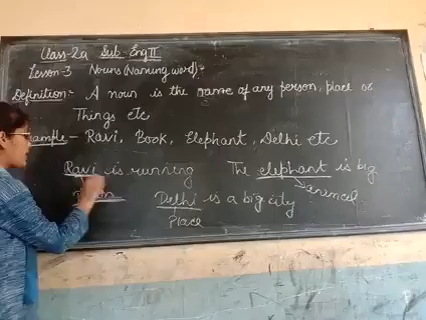 Class-2a Sub-Eng II
Lesson-3 Nouns (Naming word):-
Definition:- A noun is the name of any person, place or
Things etc
ample - Ravi, Book, Elephant, Delhi etc
Ravi is running The elephant is big
animal
Delhi is a big city
Place